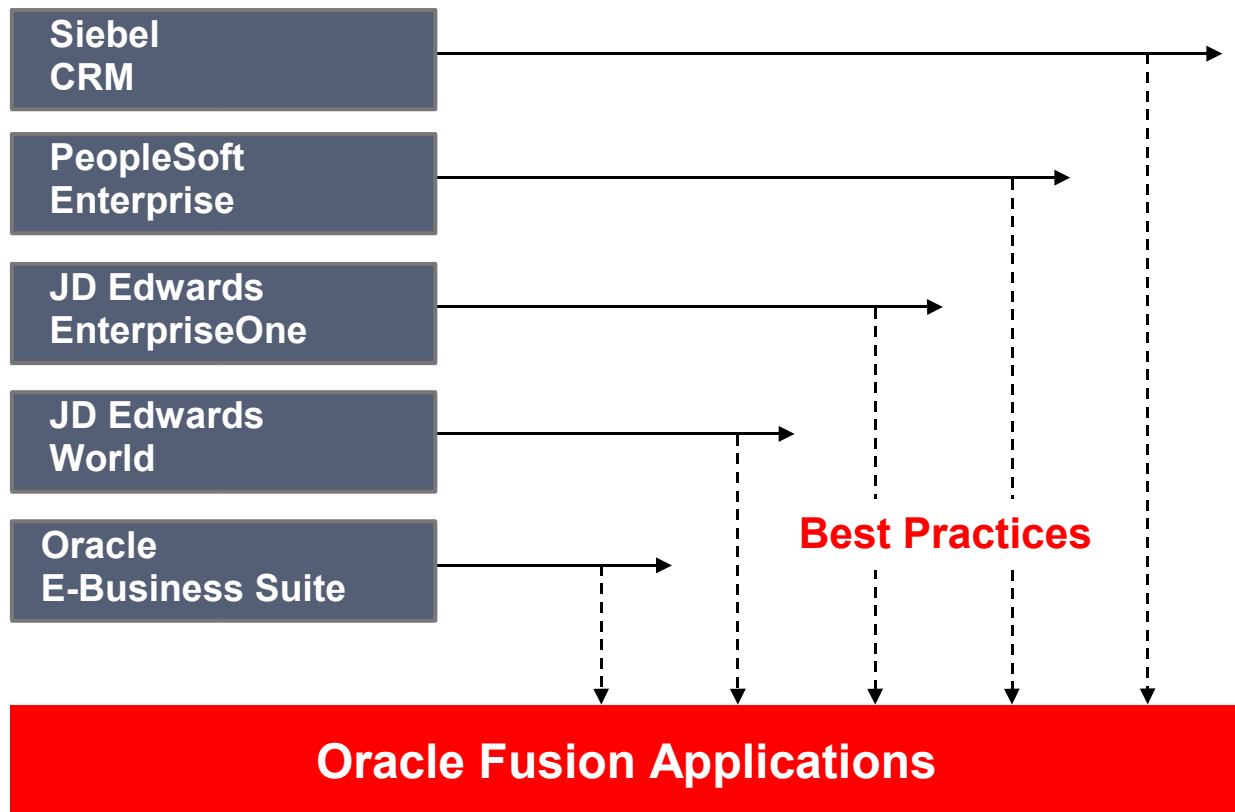 Siebel
CRM
PeopleSoft
Enterprise
JD Edwards
EnterpriseOne
JD Edwards
World
Oracle
E-Business Suite
Best Practices
Oracle Fusion Applications